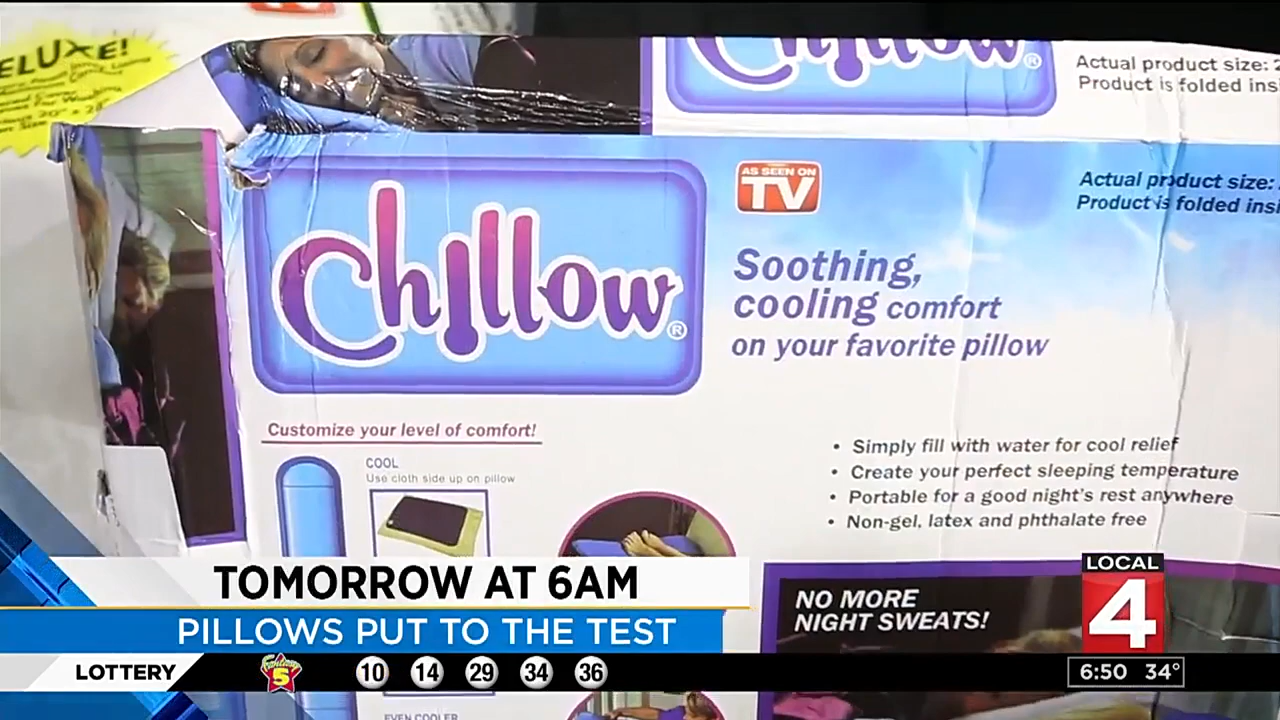 ELUXE!
Chillow®
Actual product size: 2
Product is folded insi
AS SEEN ON
TV
Actual product size:
Product is folded insi
Chillow®
Soothing,
cooling comfort
on your favorite pillow
Customize your level of comfort!
COOL
Use cloth side up on pillow
• Simply fill with water for cool relief
• Create your perfect sleeping temperature
• Portable for a good night's rest anywhere
• Non-gel, latex and phthalate free
NO MORE
NIGHT SWEATS!
TOMORROW AT 6AM
PILLOWS PUT TO THE TEST
LOCAL
4
LOTTERY
Fantasy 5
10 14 29 34 36
6:50 34°
EVEN COOLER